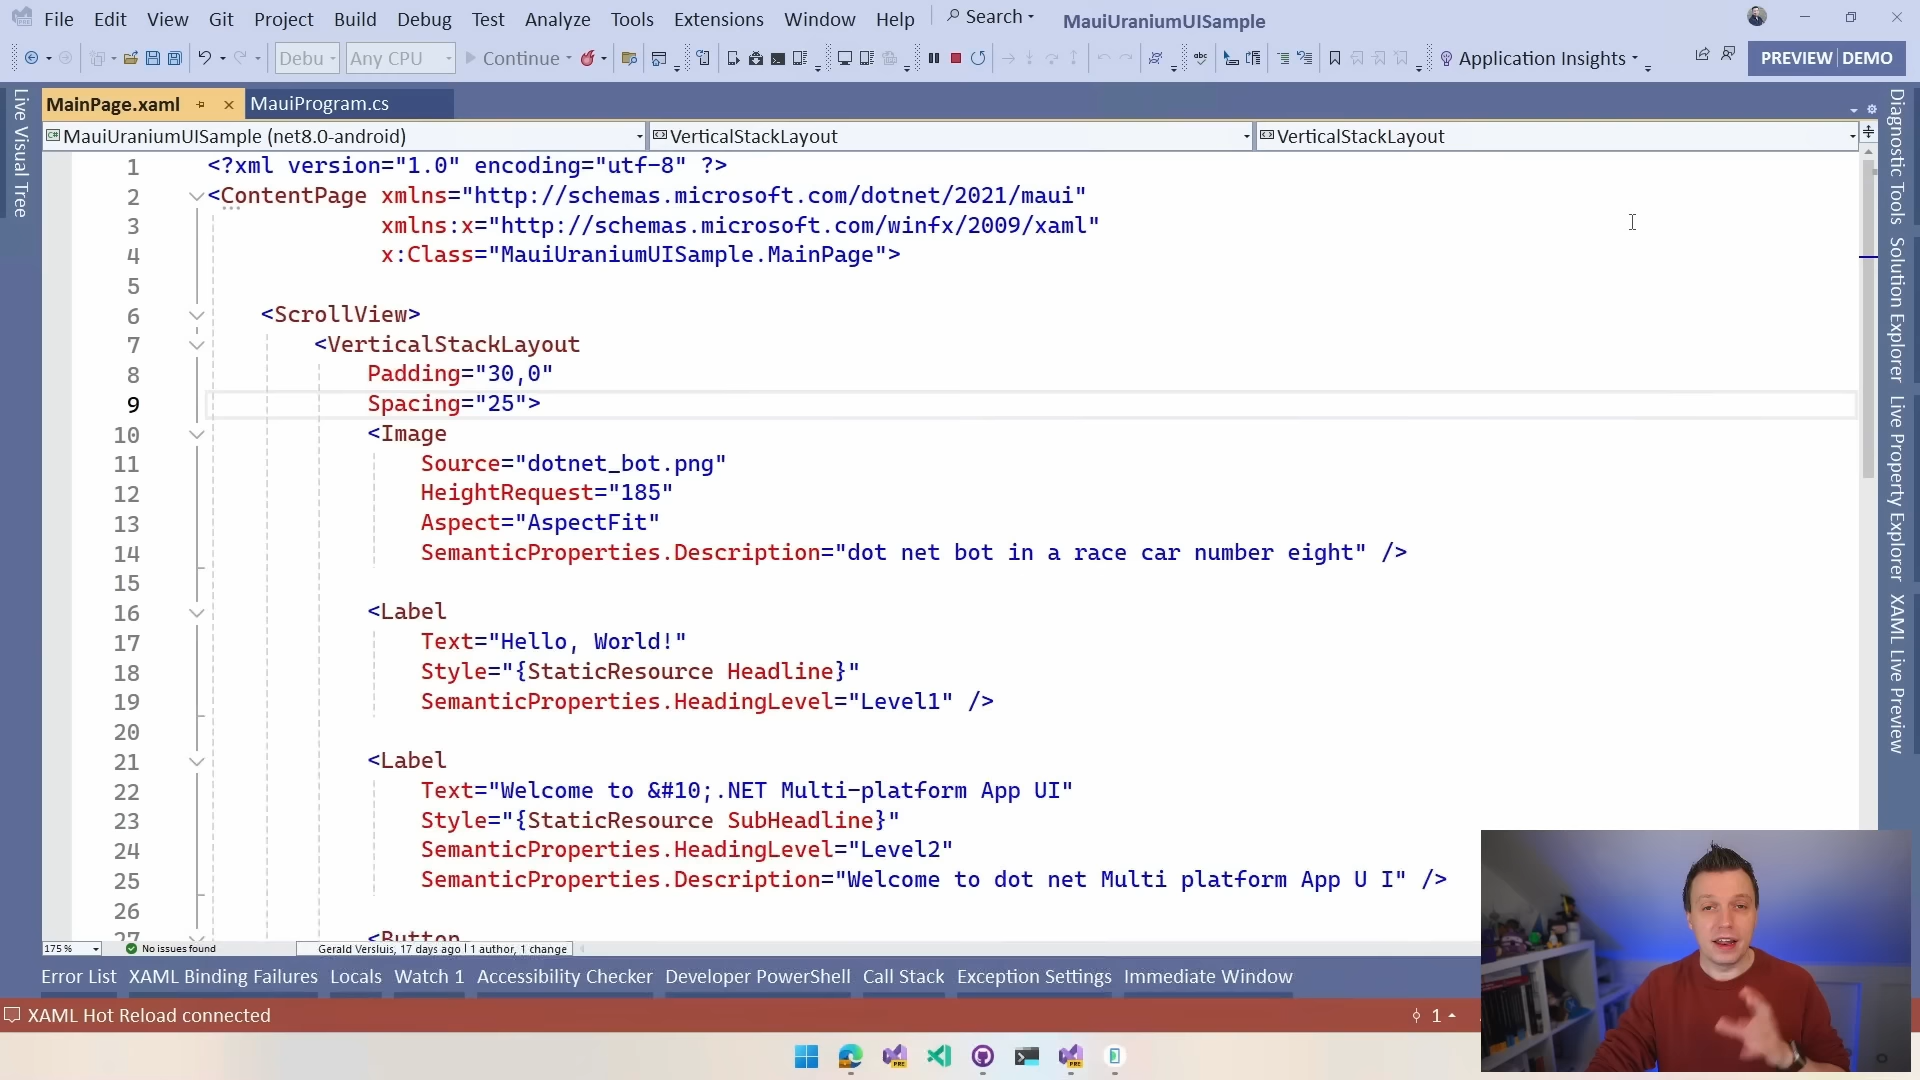 File Edit View Git Project Build Debug Test Analyze Tools Extensions Window Help Search MauiUraniumUISample
Debu Any CPU Continue Application Insights PREVIEW DEMO
MainPage.xaml MauiProgram.cs
MauiUraniumUISample (net8.0-android) VerticalStackLayout VerticalStackLayout
Live Visual Tree
1 <?xml version="1.0" encoding="utf-8" ?>
2 <ContentPage xmlns="http://schemas.microsoft.com/dotnet/2021/maui"
3 xmlns:x="http://schemas.microsoft.com/winfx/2009/xaml"
4 x:Class="MauiUraniumUISample.MainPage">
5
6 <ScrollView>
7 <VerticalStackLayout
8 Padding="30,0"
9 Spacing="25">
10 <Image
11 Source="dotnet_bot.png"
12 HeightRequest="185"
13 Aspect="AspectFit"
14 SemanticProperties.Description="dot net bot in a race car number eight" />
15
16 <Label
17 Text="Hello, World!"
18 Style="{StaticResource Headline}"
19 SemanticProperties.HeadingLevel="Level1" />
20
21 <Label
22 Text="Welcome to &#10;.NET Multi-platform App UI"
23 Style="{StaticResource SubHeadline}"
24 SemanticProperties.HeadingLevel="Level2"
25 SemanticProperties.Description="Welcome to dot net Multi platform App U I" />
26
27 <Button
Diagnostic Tools
Solution Explorer
Live Property Explorer
XAML Live Preview
175 % No issues found Gerald Versluis, 17 days ago | 1 author, 1 change
Error List XAML Binding Failures Locals Watch 1 Accessibility Checker Developer PowerShell Call Stack Exception Settings Immediate Window
XAML Hot Reload connected 1